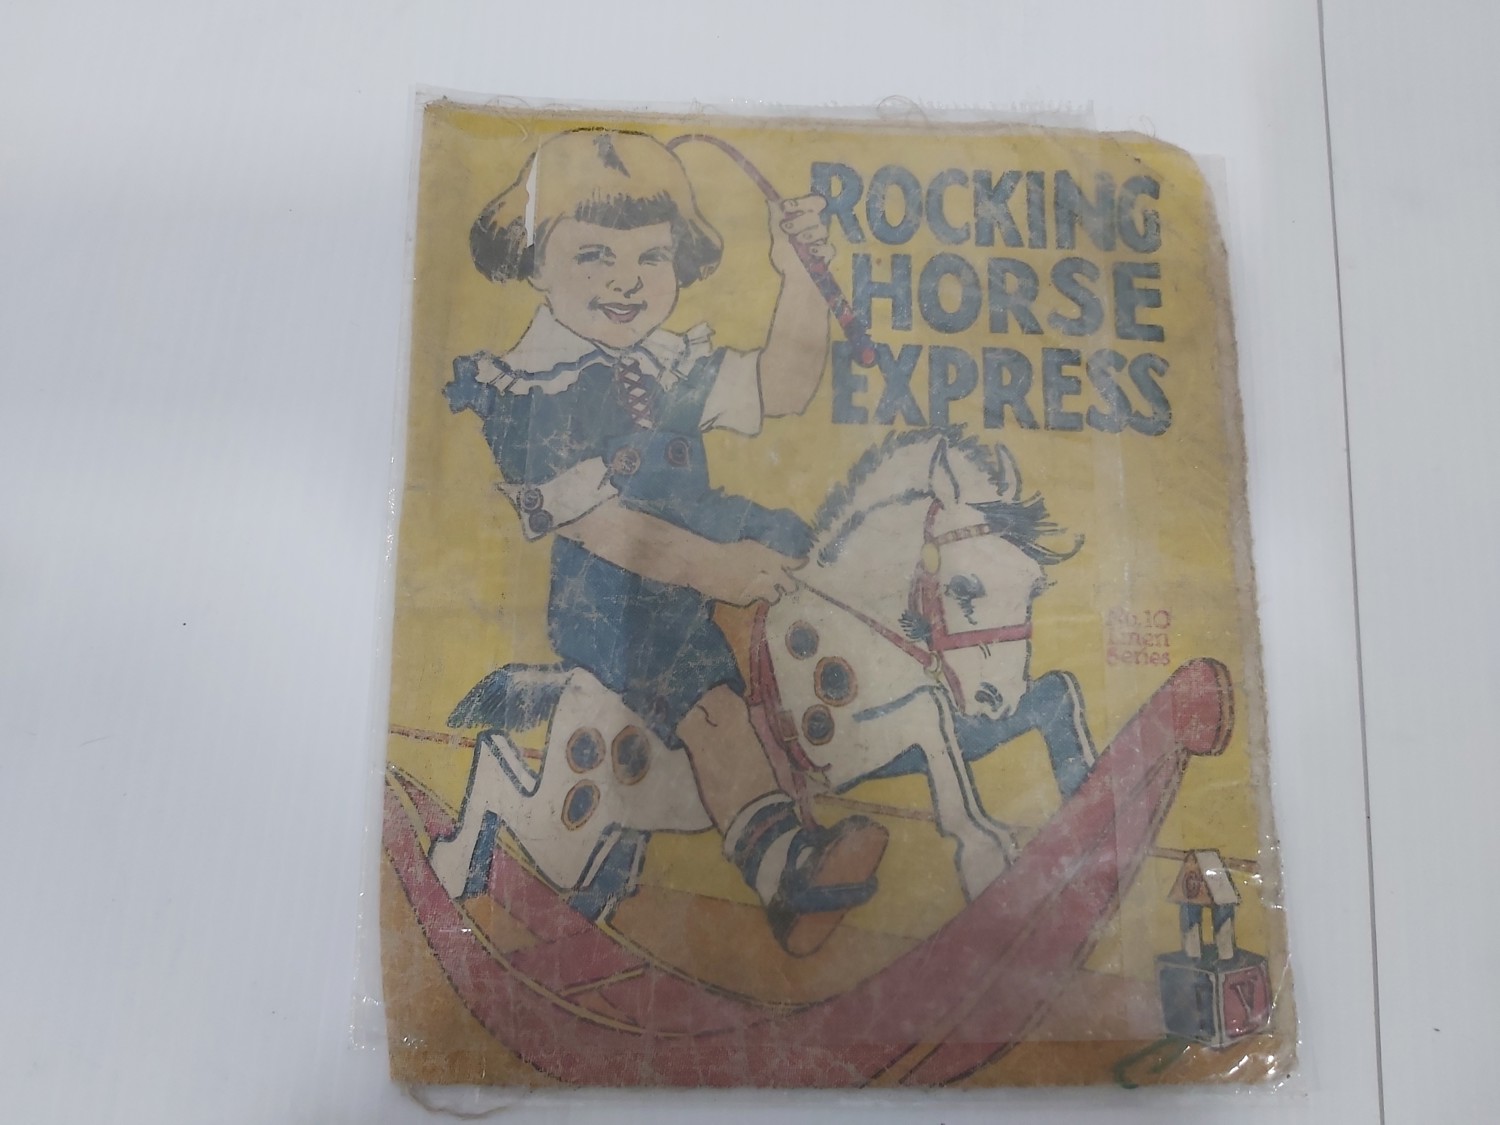 ROCKING
HORSE
EXPRESS
No. 10
Linen
Series
C
V